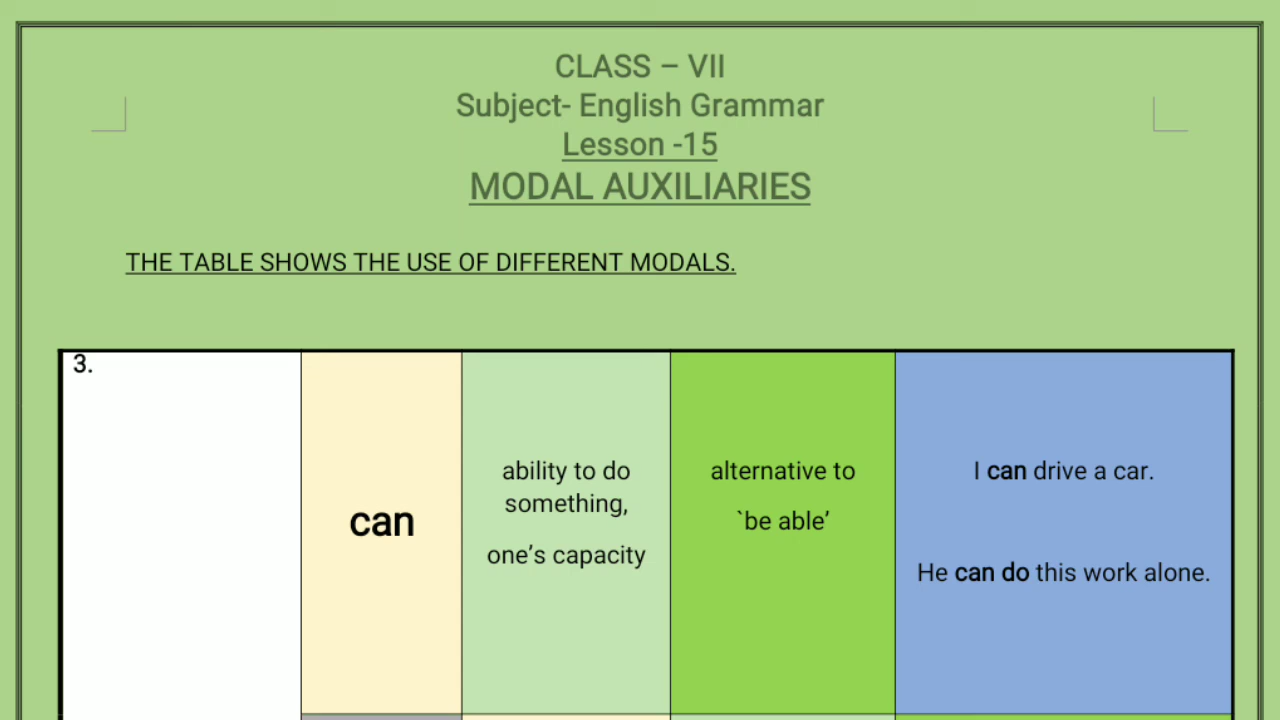 CLASS – VII
Subject- English Grammar
Lesson -15
MODAL AUXILIARIES
THE TABLE SHOWS THE USE OF DIFFERENT MODALS.
3.
can
ability to do
something,
one’s capacity
alternative to
`be able’
I can drive a car.
He can do this work alone.